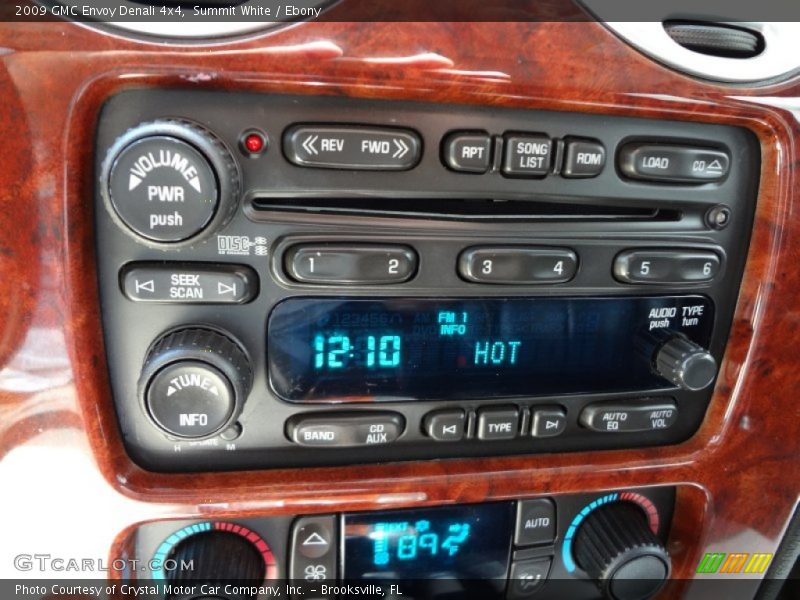 2009 GMC Envoy Denali 4x4, Summit White / Ebony
VOLUME
PWR
push
REV FWD
RPT
SONG
LIST
RDM
LOAD CD
DISC
1 2
3 4
5 6
SEEK
SCAN
FM 1
INFO
12:10
HOT
AUDIO TYPE
push turn
TUNE
INFO
H M
BAND CD
AUX
TYPE
AUTO
EQ
AUTO
VOL
AUTO
GTCARLOT.COM
Photo Courtesy of Crystal Motor Car Company, Inc. - Brooksville, FL